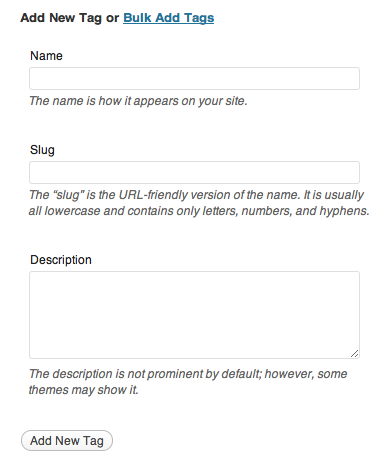 Add New Tag or Bulk Add Tags
Name
The name is how it appears on your site.
Slug
The “slug” is the URL-friendly version of the name. It is usually
all lowercase and contains only letters, numbers, and hyphens.
Description
The description is not prominent by default; however, some
themes may show it.
Add New Tag